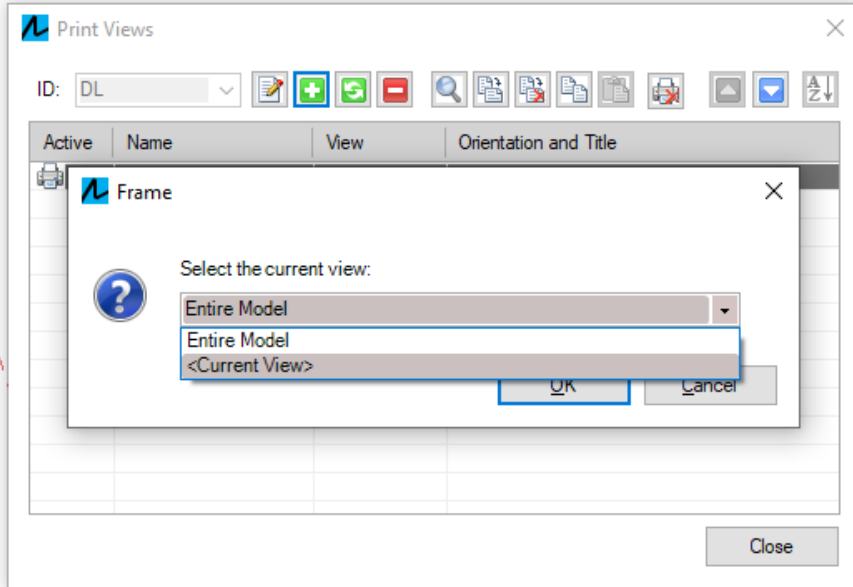 Print Views
ID: DL
A
Z
Active Name View Orientation and Title
Frame
Select the current view:
Entire Model
Entire Model
<Current View>
OK Cancel
Close